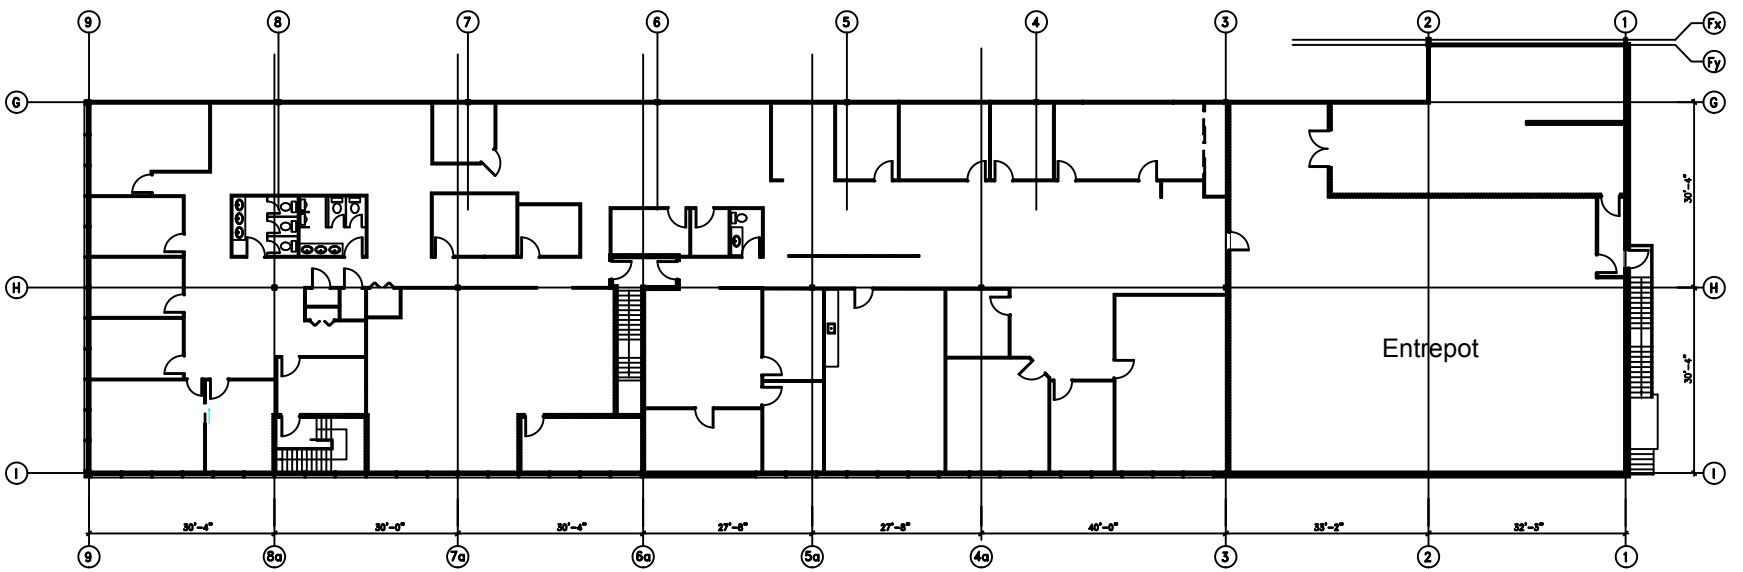 9 8 7 6 5 4 3 2 1 Fx
Fy
G G
30'-4"
H H
Entrepot
30'-4"
I I
30'-4" 30'-0" 30'-4" 27'-8" 27'-8" 40'-0" 33'-2" 32'-3"
9 8a 7a 6a 5a 4a 3 2 1